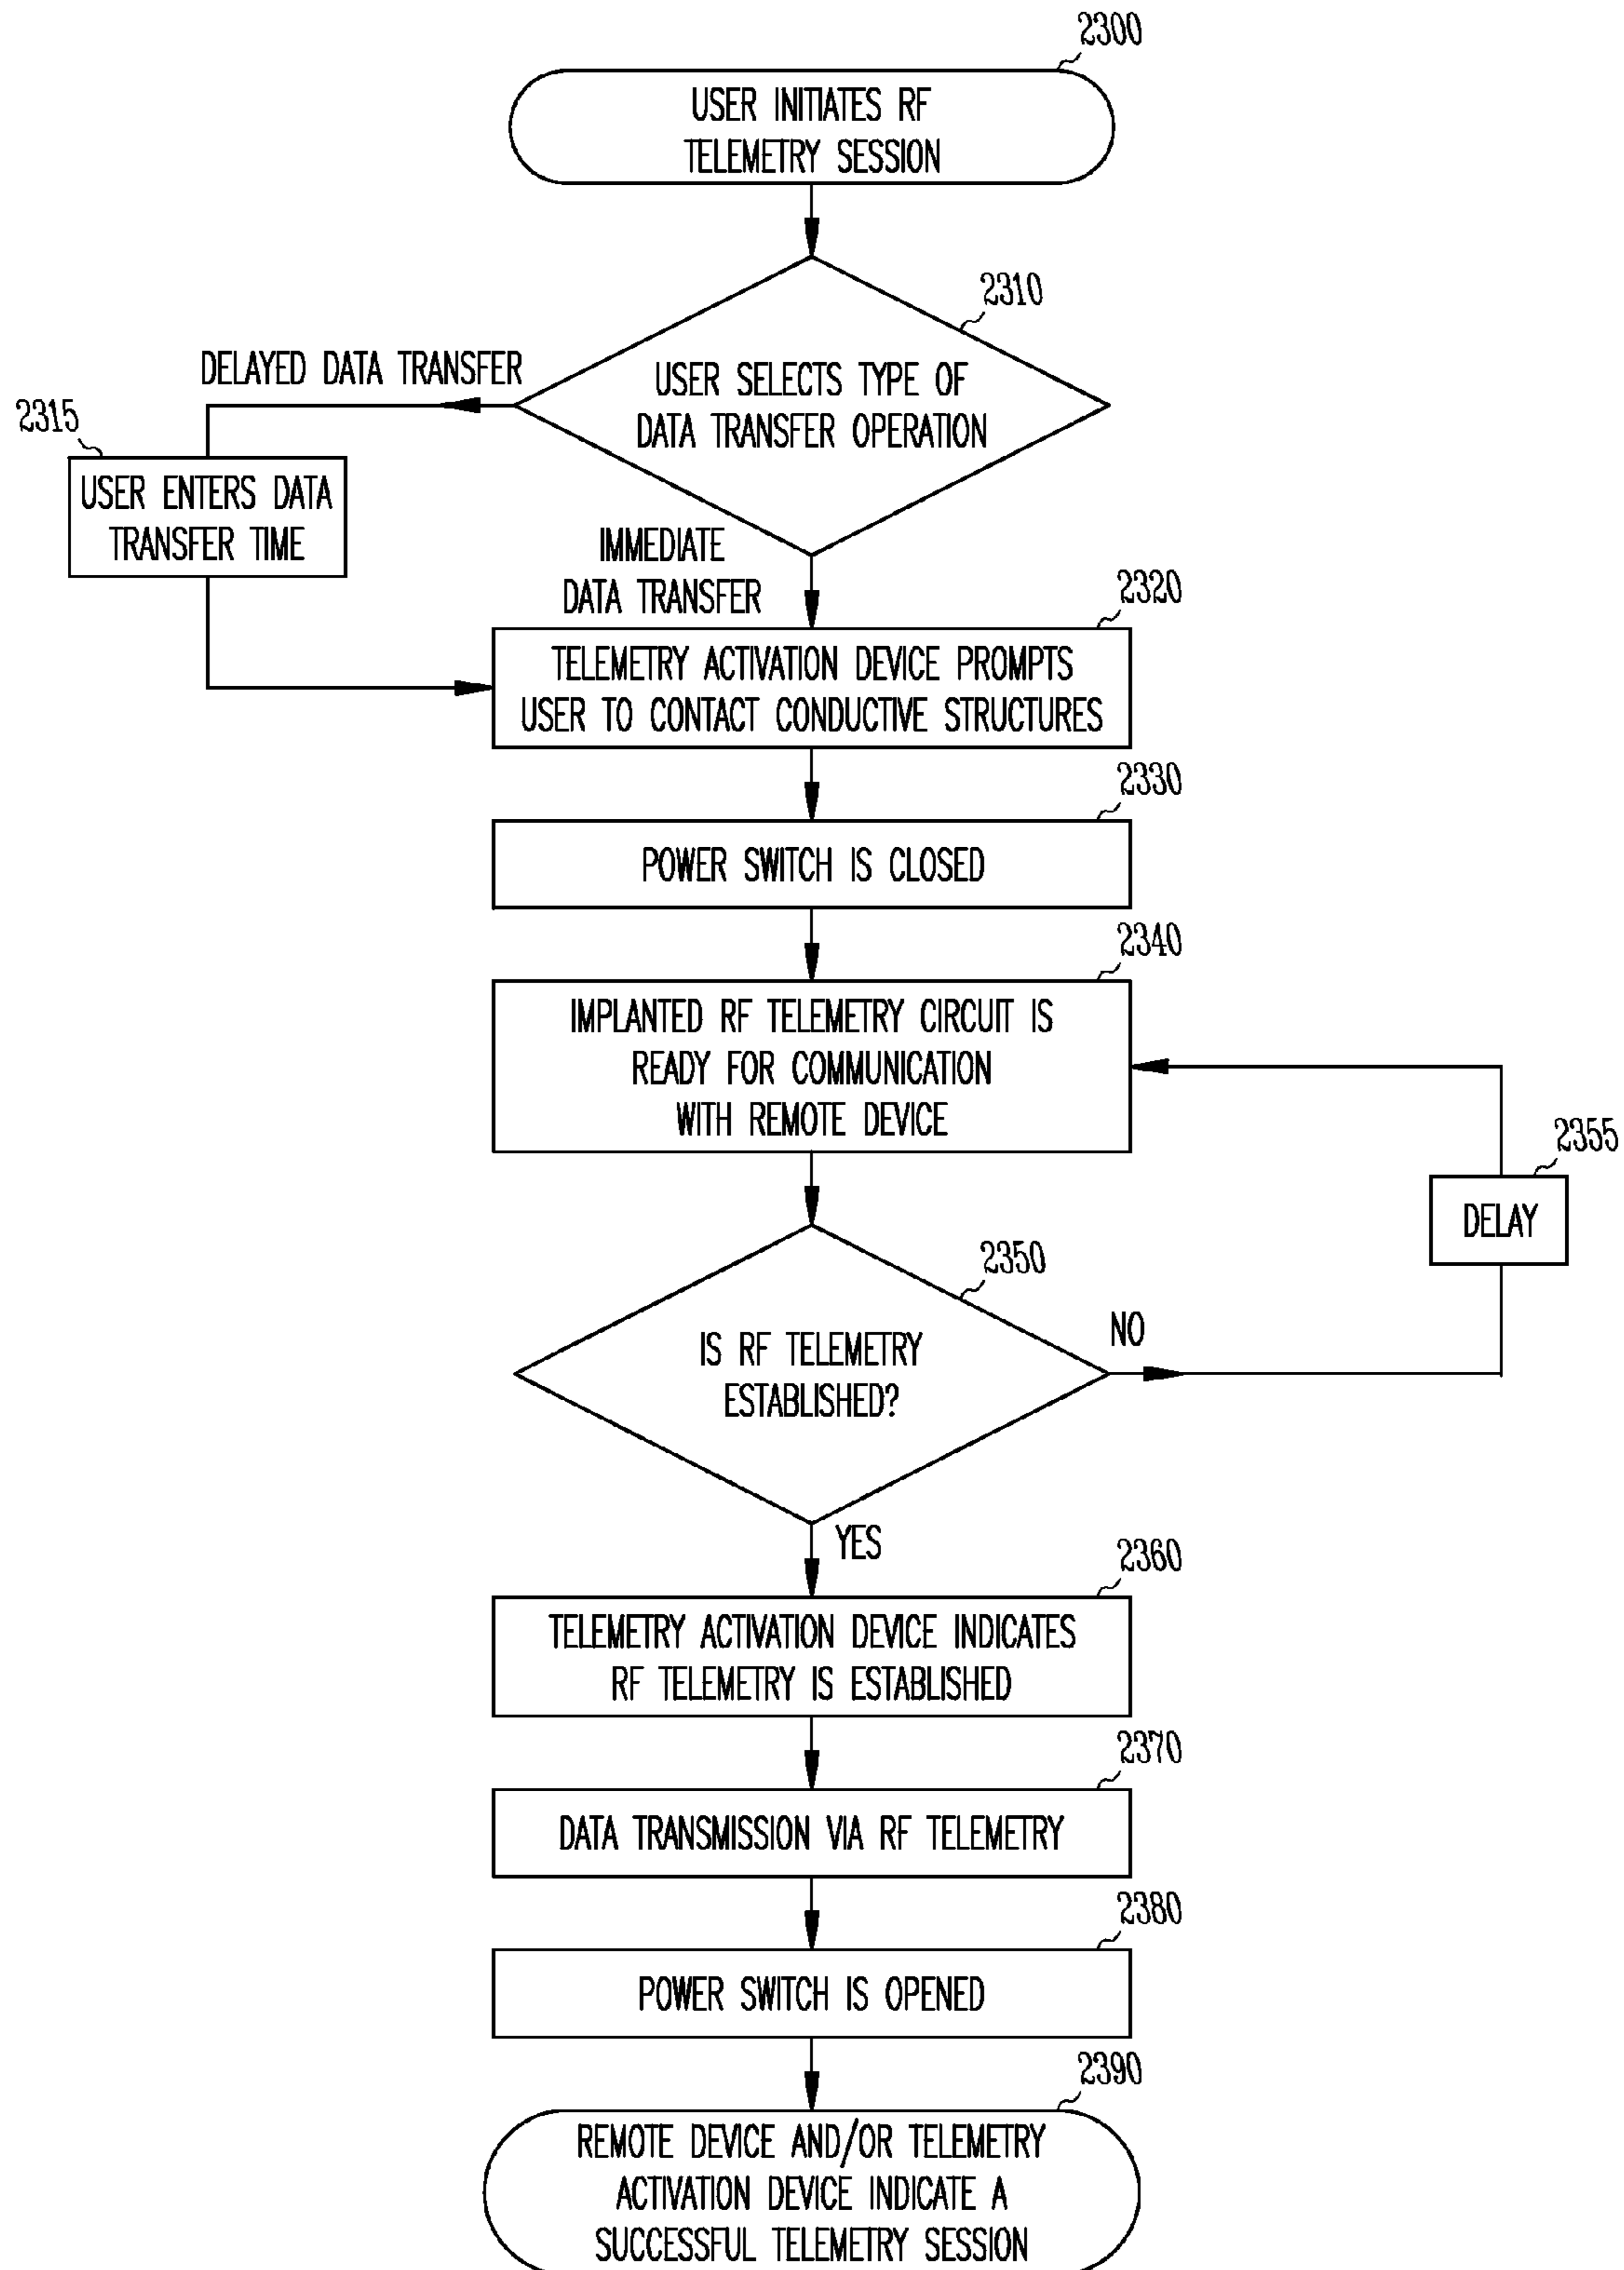 2300
USER INITIATES RF
TELEMETRY SESSION
2310
USER SELECTS TYPE OF
DATA TRANSFER OPERATION
DELAYED DATA TRANSFER
2315
USER ENTERS DATA
TRANSFER TIME
IMMEDIATE
DATA TRANSFER
2320
TELEMETRY ACTIVATION DEVICE PROMPTS
USER TO CONTACT CONDUCTIVE STRUCTURES
2330
POWER SWITCH IS CLOSED
2340
IMPLANTED RF TELEMETRY CIRCUIT IS
READY FOR COMMUNICATION
WITH REMOTE DEVICE
2355
DELAY
2350
IS RF TELEMETRY
ESTABLISHED?
NO
YES
2360
TELEMETRY ACTIVATION DEVICE INDICATES
RF TELEMETRY IS ESTABLISHED
2370
DATA TRANSMISSION VIA RF TELEMETRY
2380
POWER SWITCH IS OPENED
2390
REMOTE DEVICE AND/OR TELEMETRY
ACTIVATION DEVICE INDICATE A
SUCCESSFUL TELEMETRY SESSION